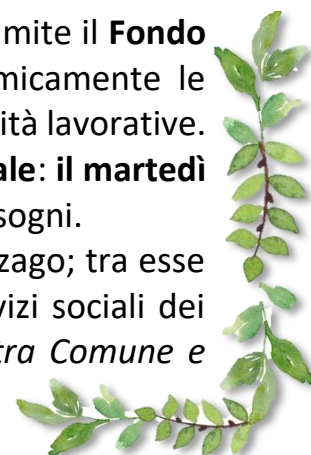 mite il Fondo
micamente le
ità lavorative.
ale: il martedì
sogni.
zago; tra esse
vizi sociali dei
tra Comune e